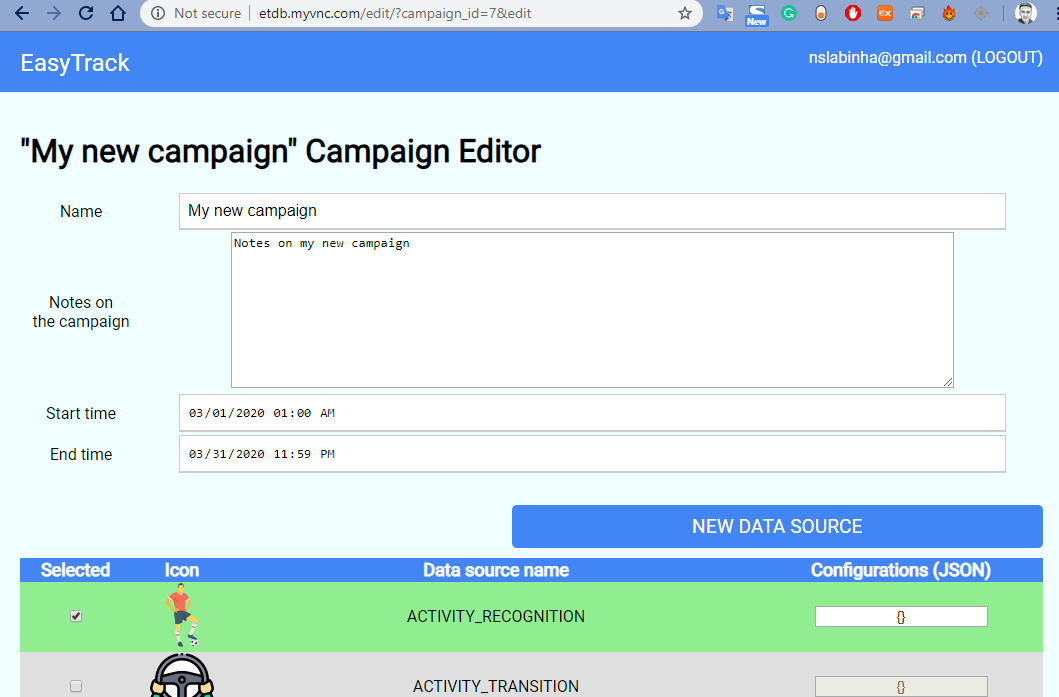 Not secure | etdb.myvnc.com/edit/?campaign_id=7&edit
New
EX
EasyTrack
nslabinha@gmail.com (LOGOUT)
"My new campaign" Campaign Editor
Name
My new campaign
Notes on
the campaign
Notes on my new campaign
Start time
03/01/2020 01:00 AM
End time
03/31/2020 11:59 PM
NEW DATA SOURCE
Selected Icon Data source name Configurations (JSON)
ACTIVITY_RECOGNITION {}
ACTIVITY_TRANSITION {}